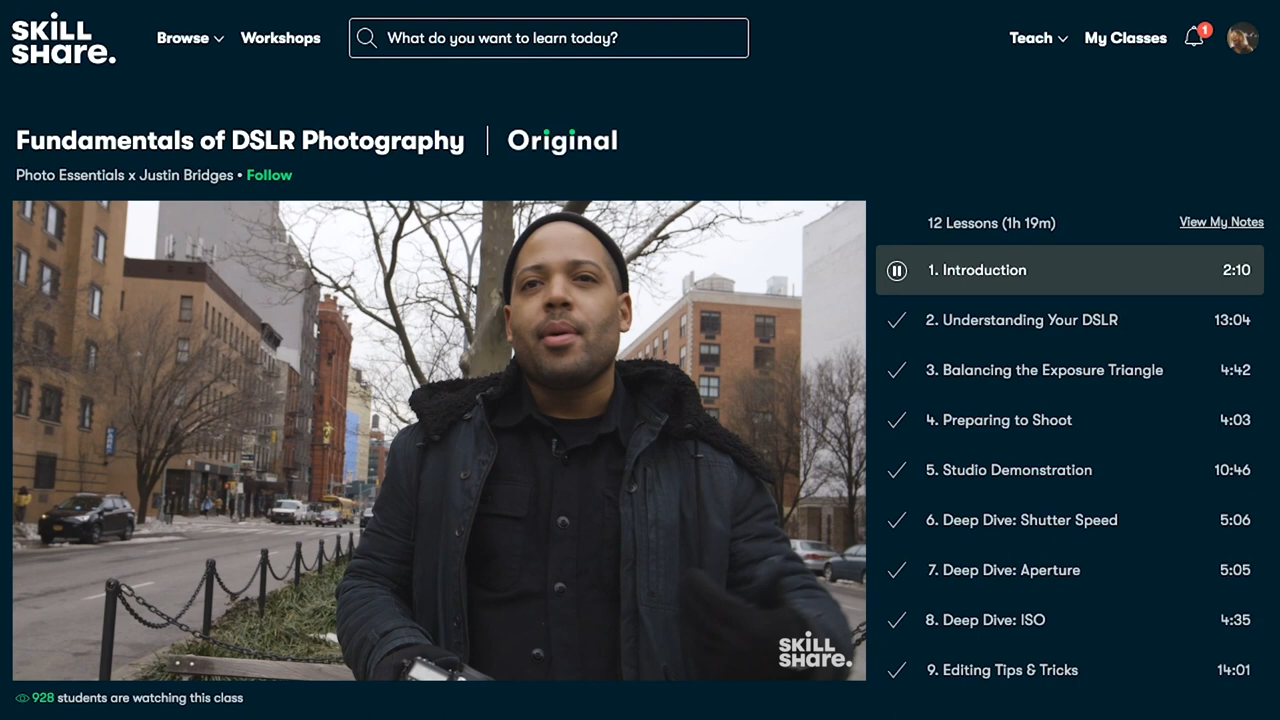 SKILL
SHare.
Browse
Workshops
What do you want to learn today?
Teach
My Classes
1
Fundamentals of DSLR Photography
Original
Photo Essentials x Justin Bridges • Follow
12 Lessons (1h 19m)
View My Notes
1. Introduction 2:10
2. Understanding Your DSLR 13:04
3. Balancing the Exposure Triangle 4:42
4. Preparing to Shoot 4:03
5. Studio Demonstration 10:46
6. Deep Dive: Shutter Speed 5:06
7. Deep Dive: Aperture 5:05
8. Deep Dive: ISO 4:35
9. Editing Tips & Tricks 14:01
SKILL
SHare.
928 students are watching this class